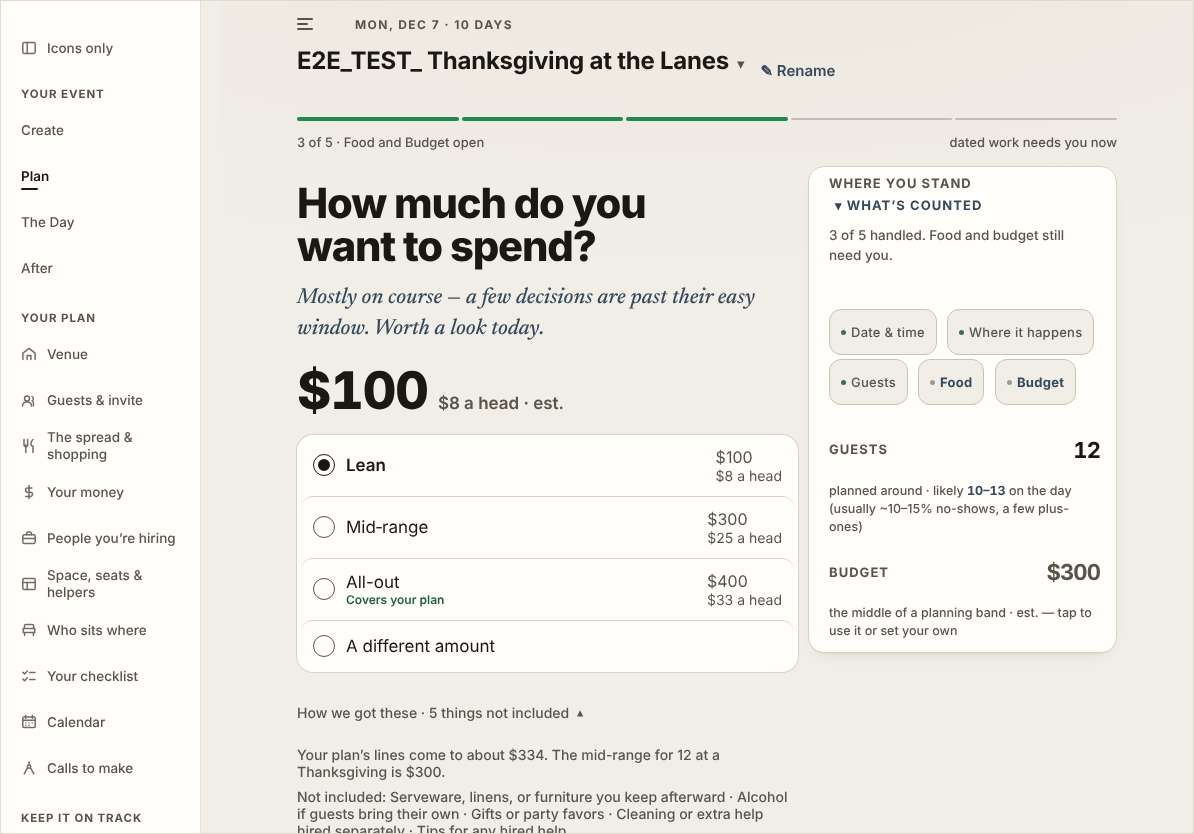 Icons only
YOUR EVENT
Create
Plan
The Day
After
YOUR PLAN
Venue
Guests & invite
The spread &
shopping
Your money
People you’re hiring
Space, seats &
helpers
Who sits where
Your checklist
Calendar
Calls to make
KEEP IT ON TRACK
MON, DEC 7 · 10 DAYS
E2E_TEST_ Thanksgiving at the Lanes ▾
✎ Rename
3 of 5 · Food and Budget open
dated work needs you now
How much do you
want to spend?
Mostly on course — a few decisions are past their easy
window. Worth a look today.
$100 $8 a head · est.
Lean
$100
$8 a head
Mid-range
$300
$25 a head
All-out
Covers your plan
$400
$33 a head
A different amount
How we got these · 5 things not included ▴
Your plan’s lines come to about $334. The mid-range for 12 at a
Thanksgiving is $300.
Not included: Serveware, linens, or furniture you keep afterward · Alcohol
if guests bring their own · Gifts or party favors · Cleaning or extra help
hired separately · Tips for any hired help
WHERE YOU STAND
▾ WHAT’S COUNTED
3 of 5 handled. Food and budget still
need you.
Date & time
Where it happens
Guests
Food
Budget
GUESTS
12
planned around · likely 10–13 on the day
(usually ~10–15% no-shows, a few plus-
ones)
BUDGET
$300
the middle of a planning band · est. — tap to
use it or set your own